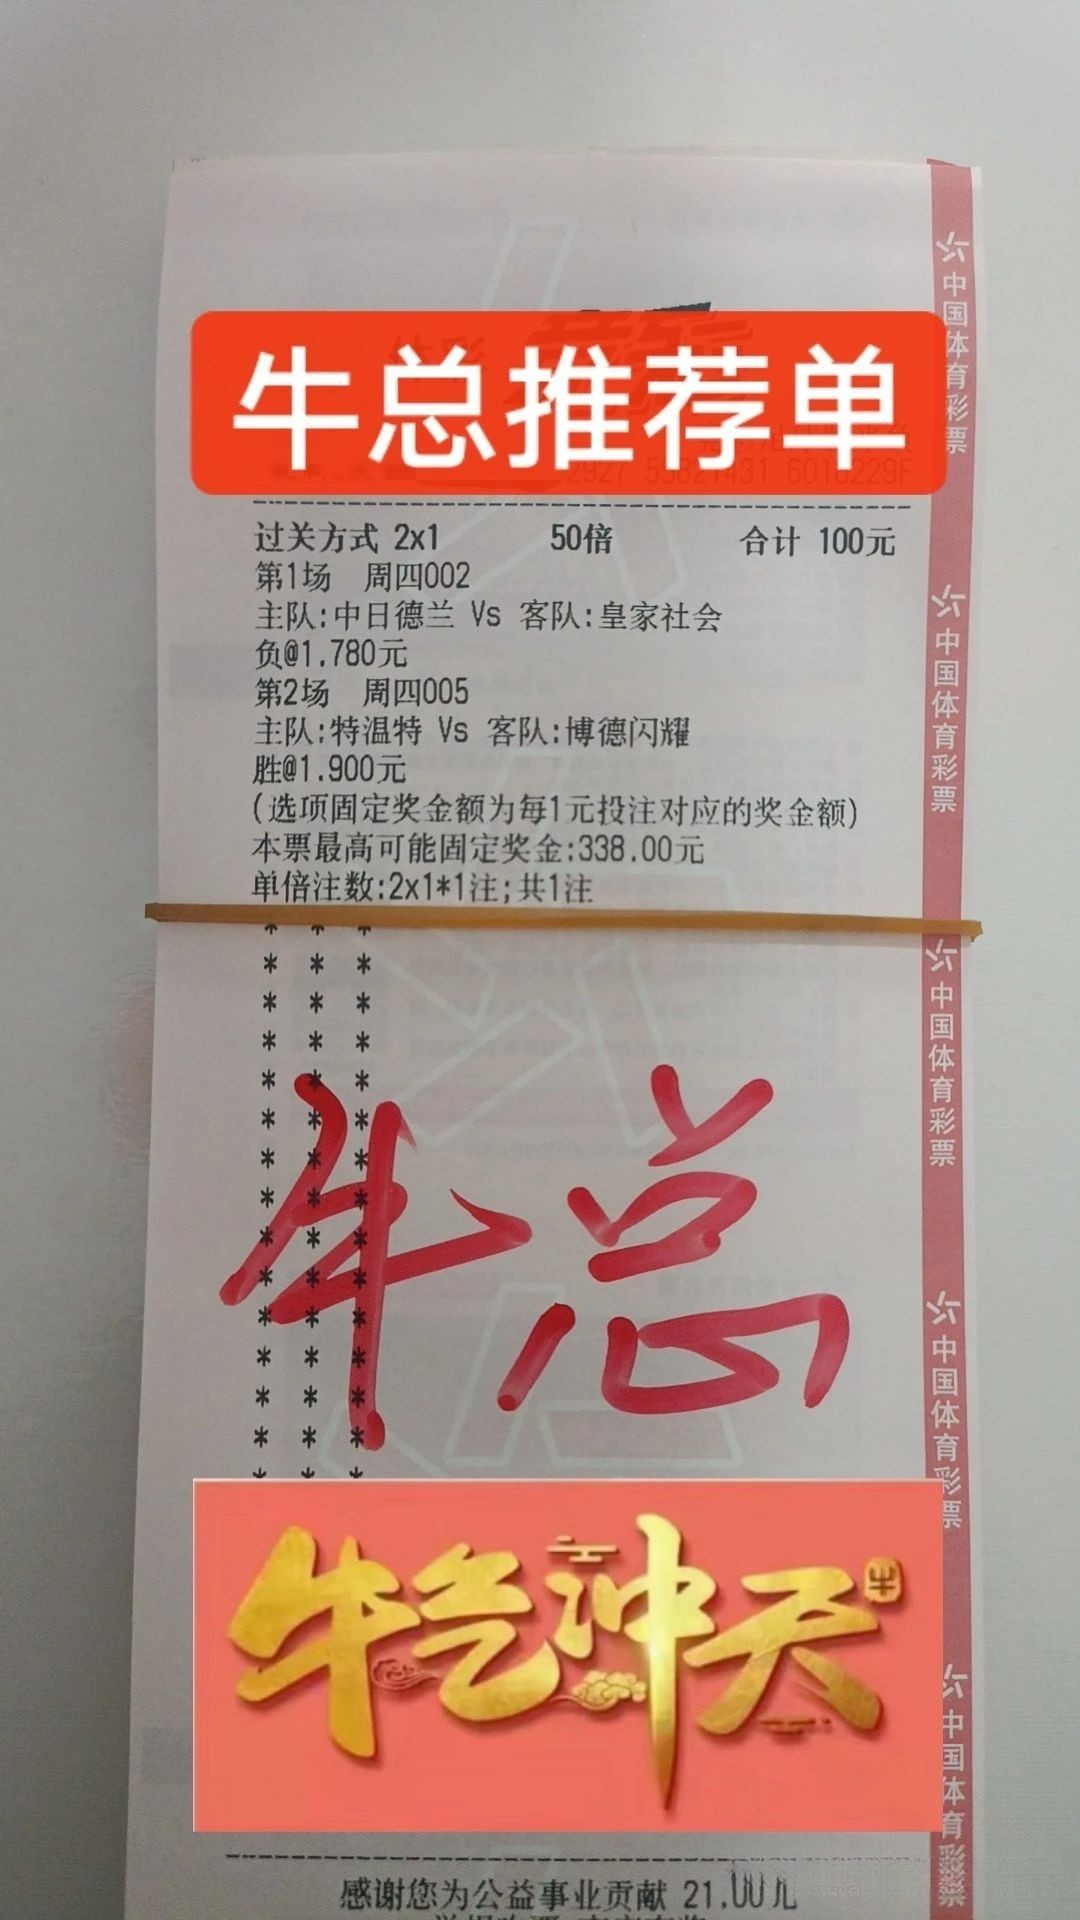 牛总推荐单
2927 55821431 6010229F
过关方式 2x1 50倍 合计 100元
第1场 周四002
主队:中日德兰 Vs 客队:皇家社会
负@1.780元
第2场 周四005
主队:特温特 Vs 客队:博德闪耀
胜@1.900元
(选项固定奖金额为每1元投注对应的奖金额)
本票最高可能固定奖金:338.00元
单倍注数:2x1*1注;共1注
牛总
牛气冲天
牛
感谢您为公益事业贡献 21.00元
中国体育彩票
中国体育彩票
中国体育彩票
中国体育彩票
中国体育彩票